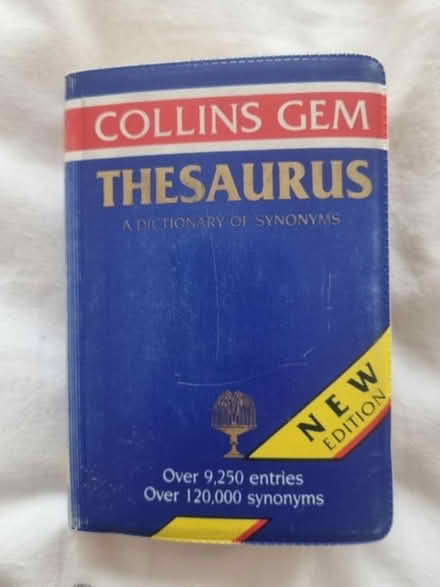 COLLINS GEM
THESAURUS
A DICTIONARY OF SYNONYMS
NEW
EDITION
Over 9,250 entries
Over 120,000 synonyms